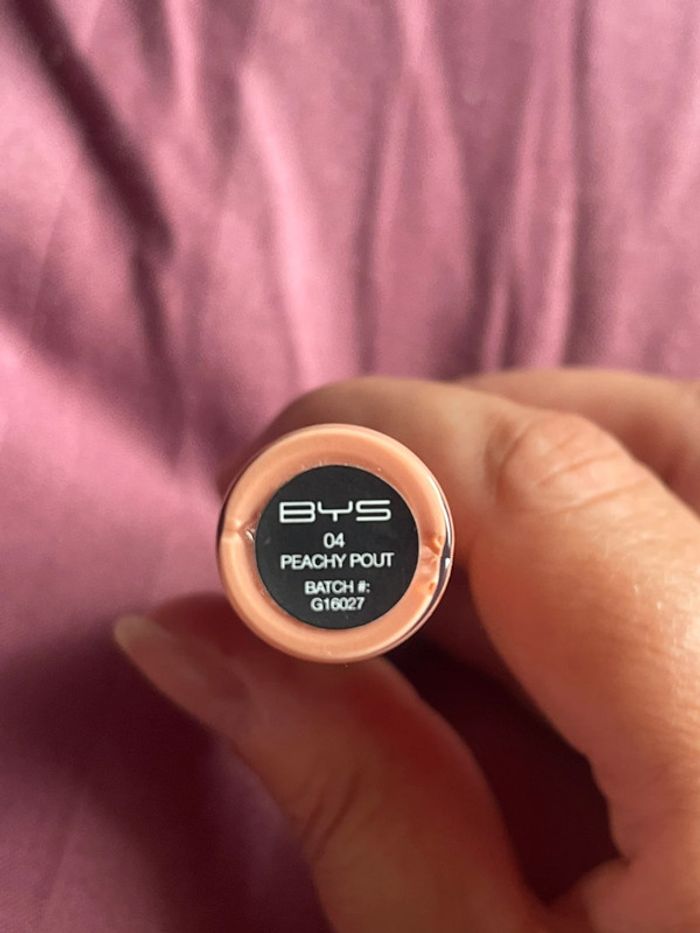 BYS
04
PEACHY POUT
BATCH #:
G16027